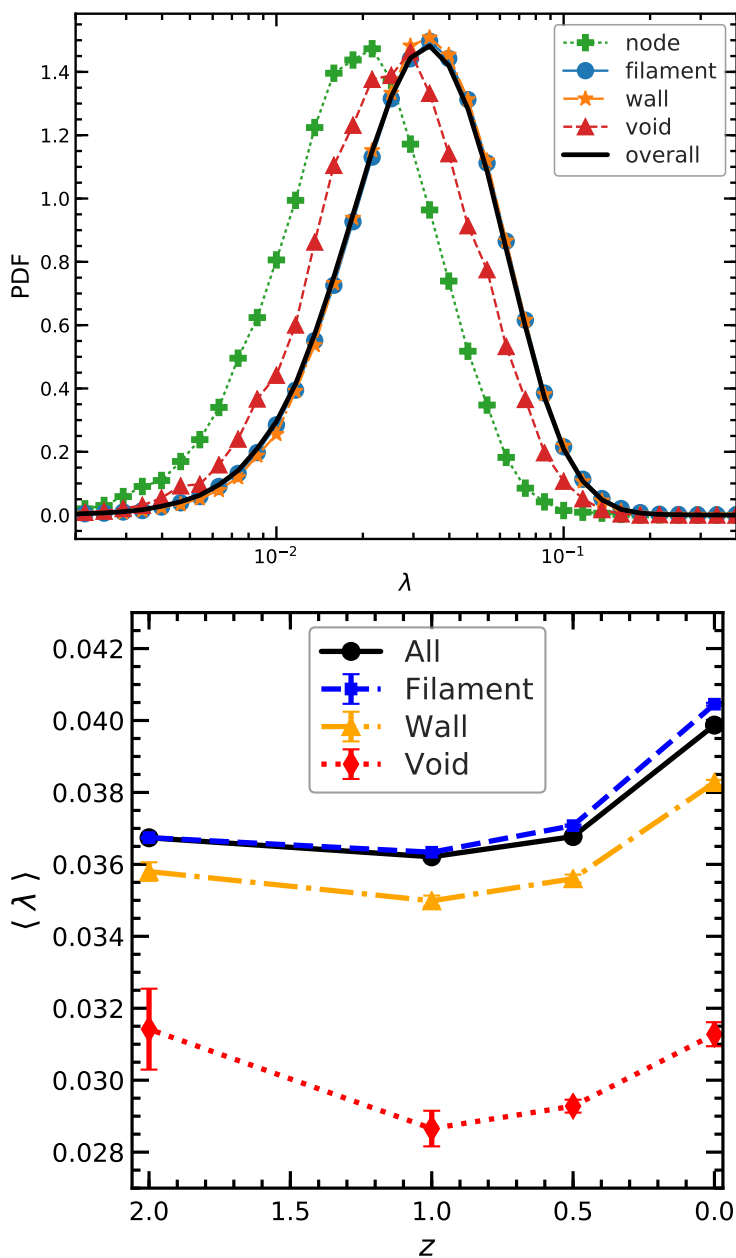 PDF
1.4
1.2
1.0
0.8
0.6
0.4
0.2
0.0
node
filament
wall
void
overall
10⁻²
10⁻¹
λ
⟨ λ ⟩
0.042
0.040
0.038
0.036
0.034
0.032
0.030
0.028
All
Filament
Wall
Void
2.0 1.5 1.0 0.5 0.0
z